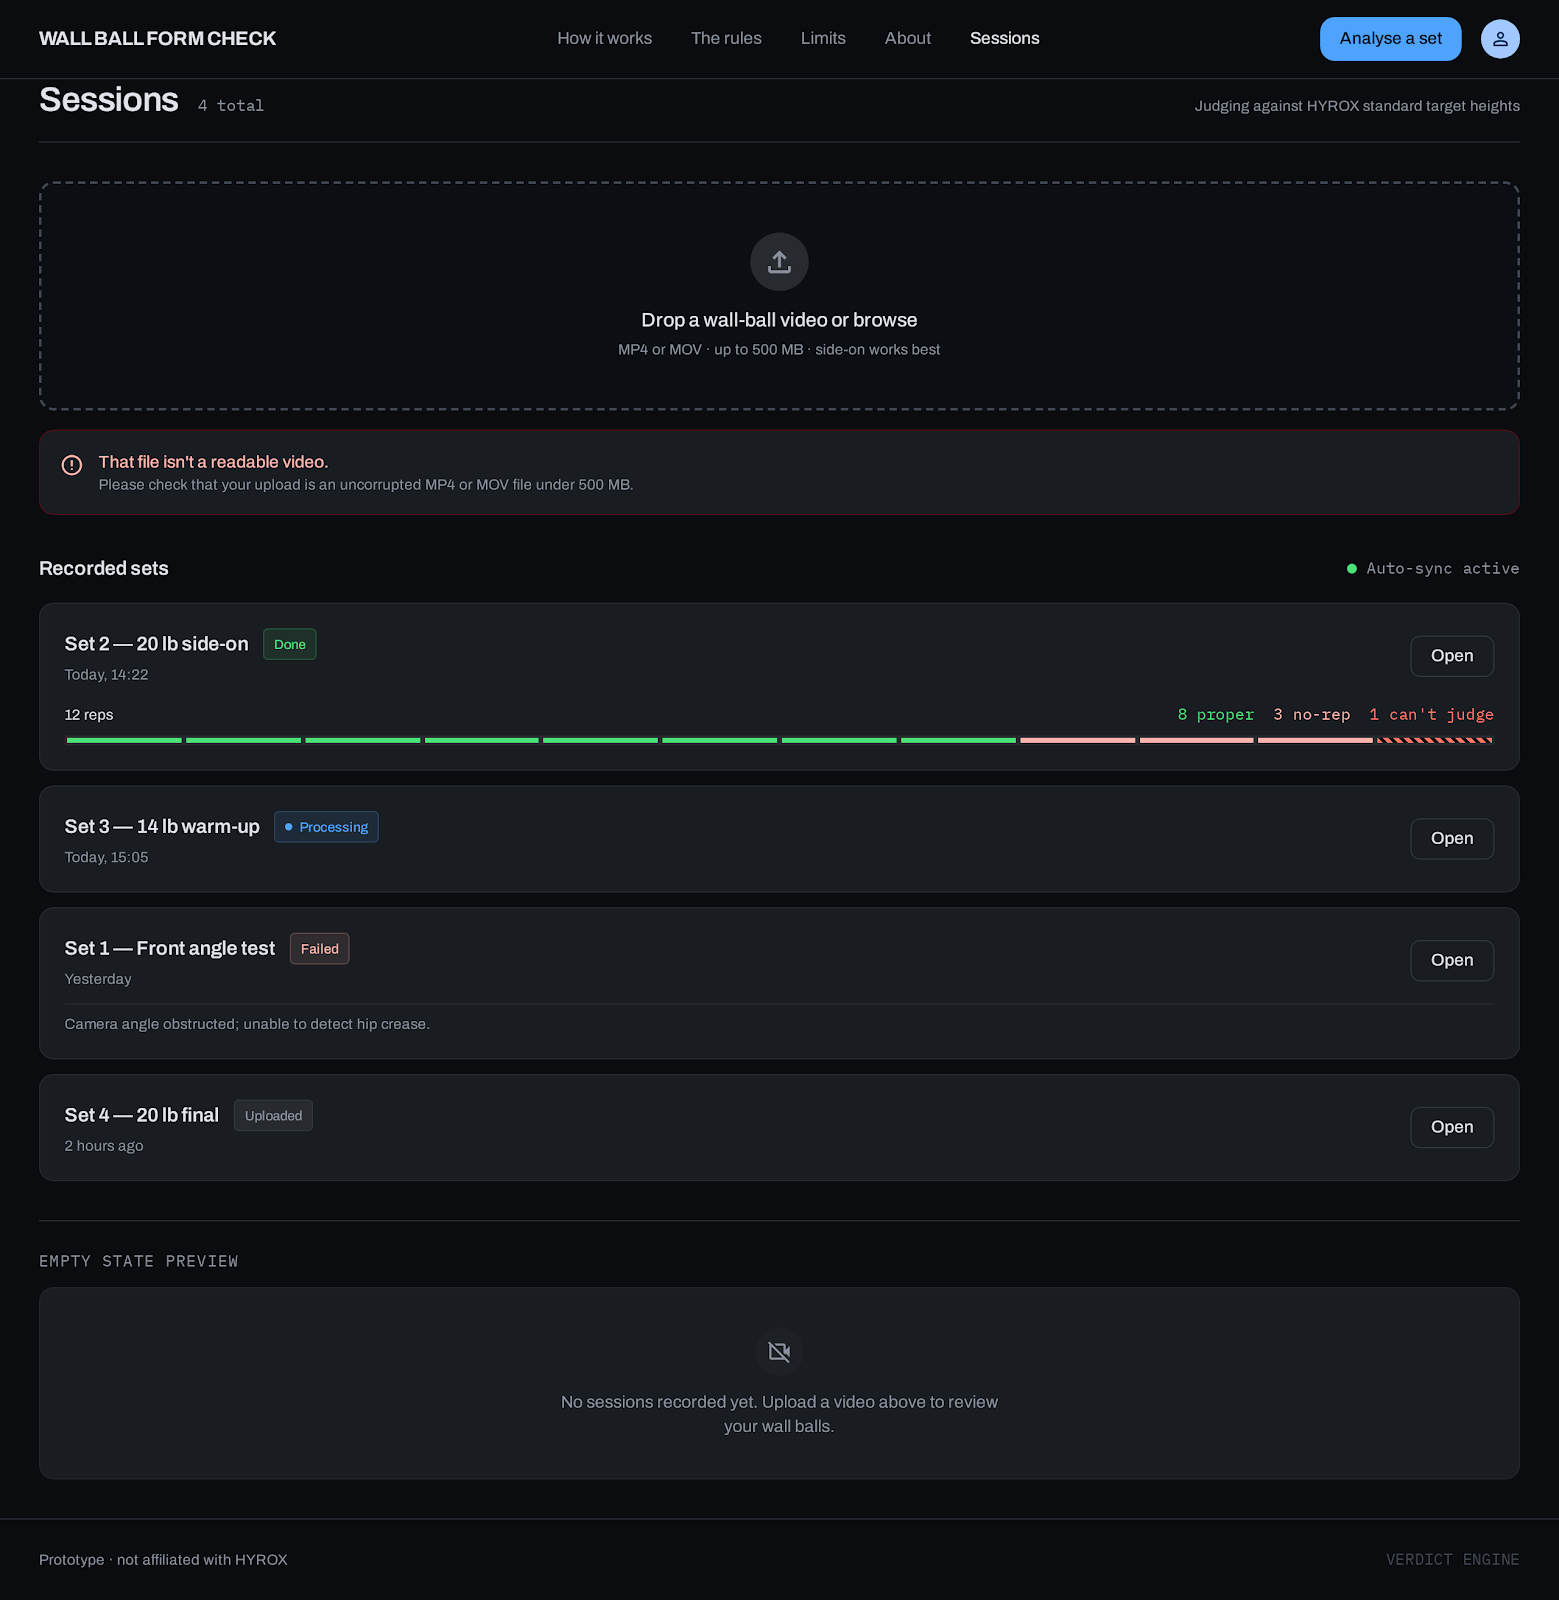 WALL BALL FORM CHECK
How it works
The rules
Limits
About
Sessions
Analyse a set
Sessions
4 total
Judging against HYROX standard target heights
Drop a wall-ball video or browse
MP4 or MOV · up to 500 MB · side-on works best
That file isn't a readable video.
Please check that your upload is an uncorrupted MP4 or MOV file under 500 MB.
Recorded sets
Auto-sync active
Set 2 — 20 lb side-on
Done
Today, 14:22
Open
12 reps
8 proper
3 no-rep
1 can't judge
Set 3 — 14 lb warm-up
Processing
Today, 15:05
Open
Set 1 — Front angle test
Failed
Yesterday
Open
Camera angle obstructed; unable to detect hip crease.
Set 4 — 20 lb final
Uploaded
2 hours ago
Open
EMPTY STATE PREVIEW
No sessions recorded yet. Upload a video above to review
your wall balls.
Prototype · not affiliated with HYROX
VERDICT ENGINE